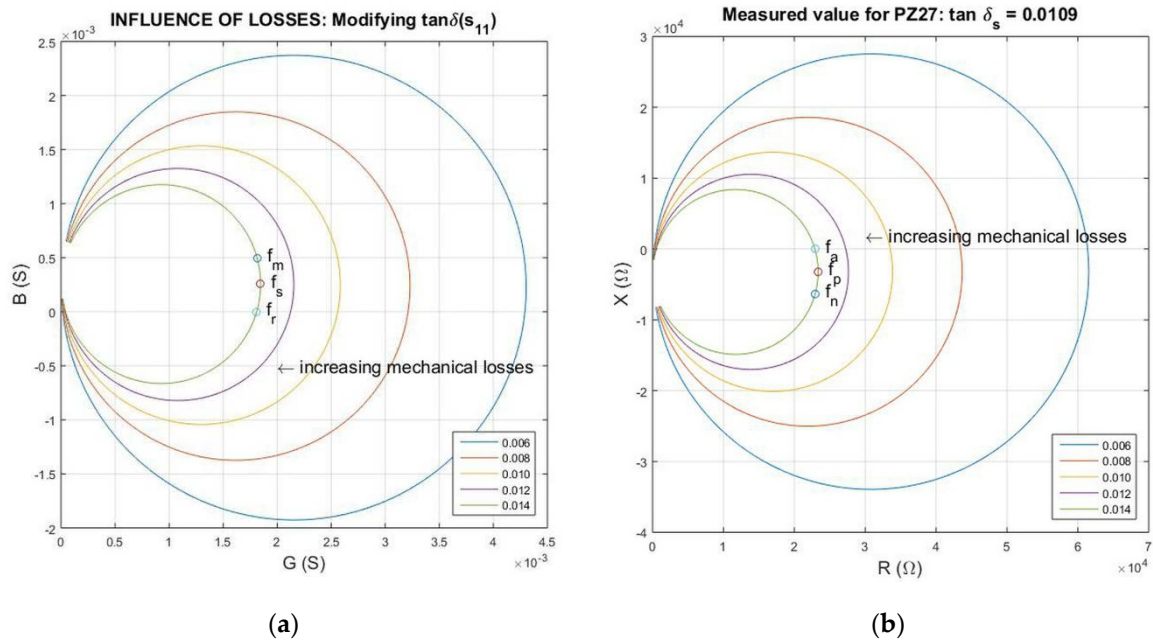 INFLUENCE OF LOSSES: Modifying tanδ(s11)
×10-3
2.5
2
1.5
1
0.5
0
-0.5
-1
-1.5
-2
B (S)
fm
fs
fr
← increasing mechanical losses
0.006
0.008
0.010
0.012
0.014
0 0.5 1 1.5 2 2.5 3 3.5 4 4.5
G (S)
×10-3
(a)
Measured value for PZ27: tan δs = 0.0109
×104
3
2
1
0
-1
-2
-3
-4
X (Ω)
← increasing mechanical losses
fa
fp
fn
0.006
0.008
0.010
0.012
0.014
0 1 2 3 4 5 6 7
R (Ω)
×104
(b)